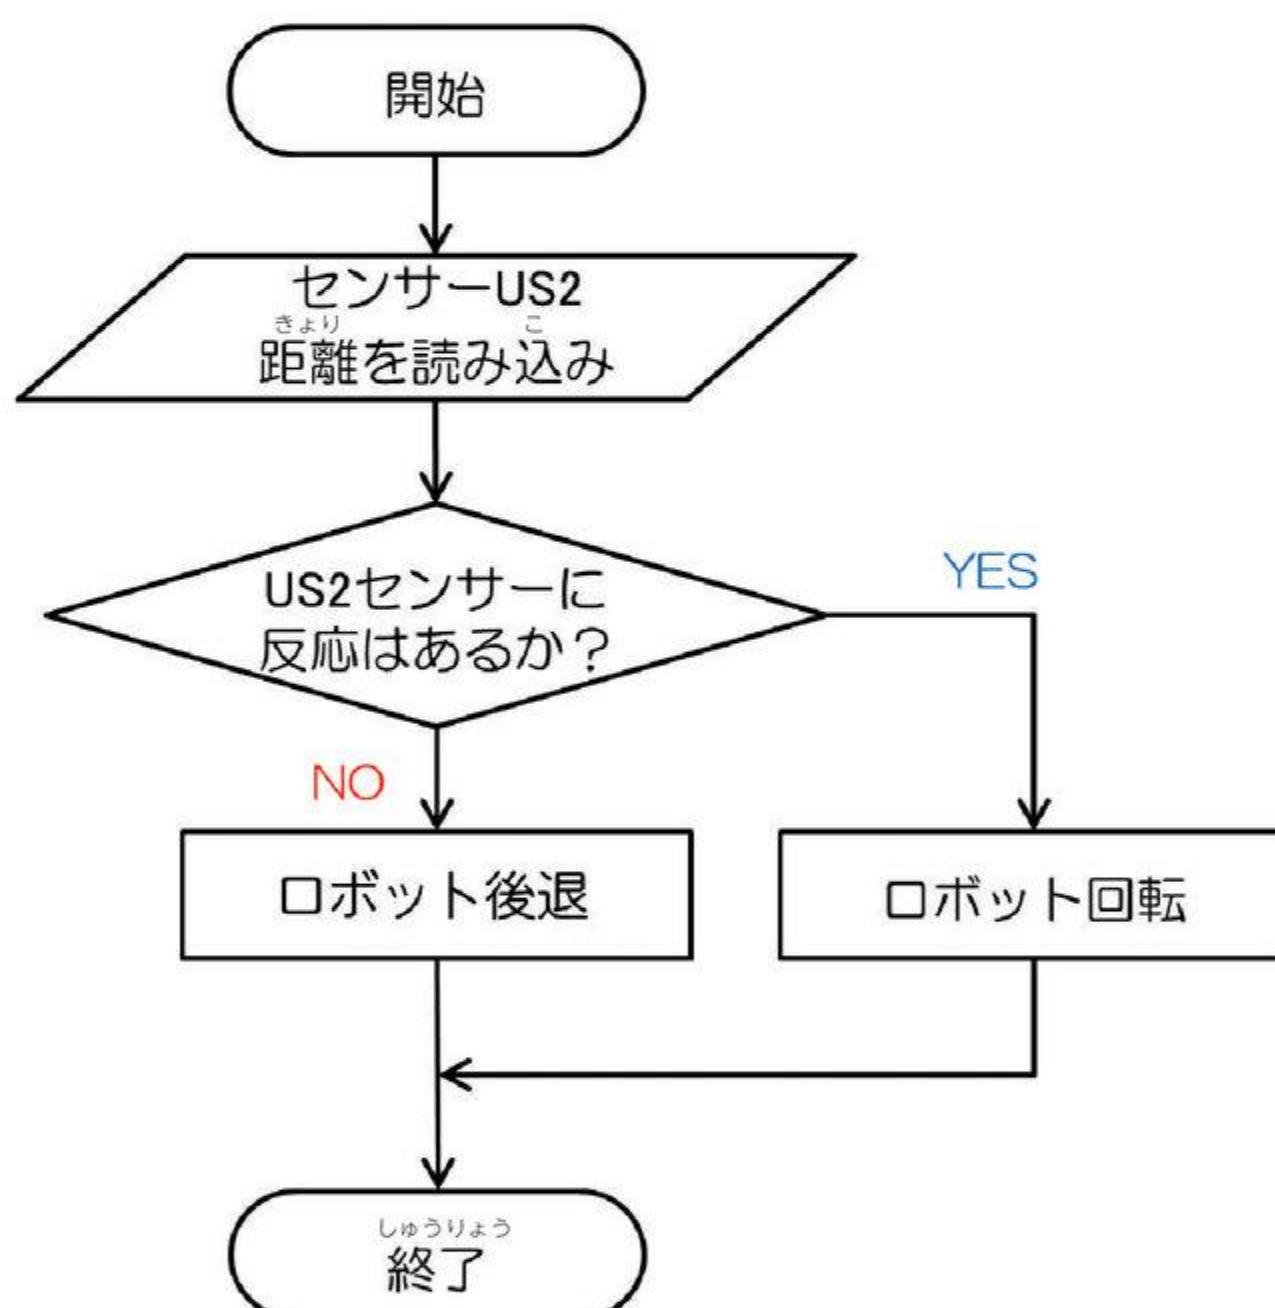 開始
センサーUS2
きょり こ
距離を読み込み
US2センサーに
反応はあるか？
YES
NO
ロボット後退
ロボット回転
しゅうりょう
終了